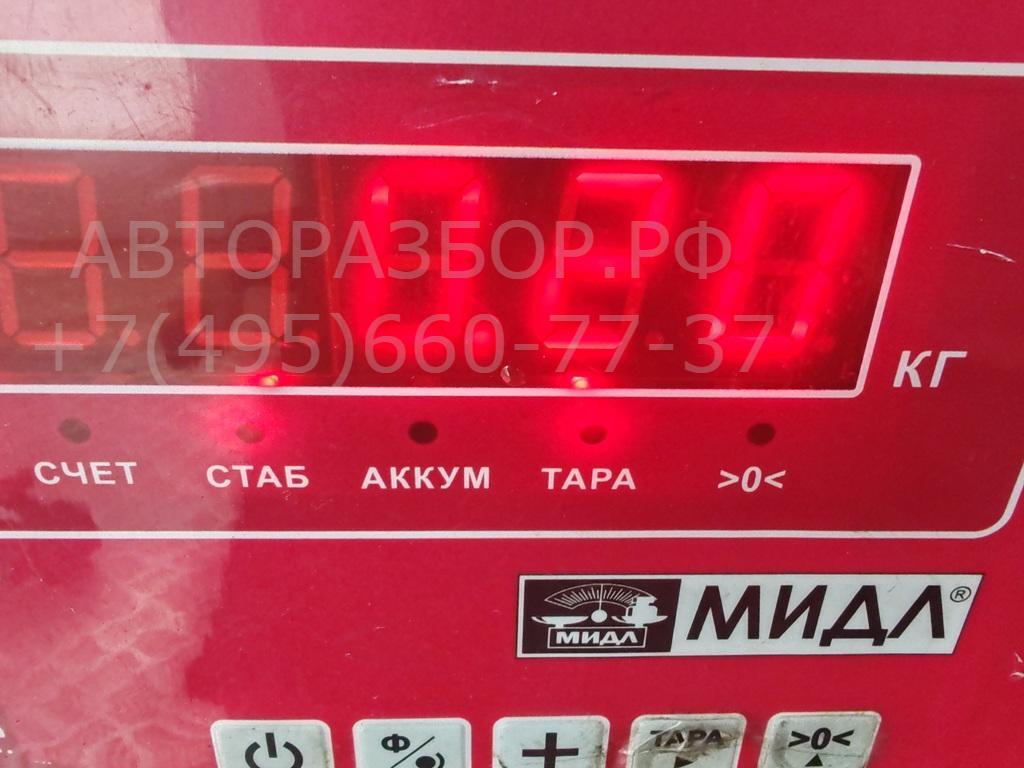 АВТОРАЗБОР.РФ
+7(495)660-77-37
КГ
СЧЕТ СТАБ АККУМ ТАРА >0<
МИДЛ МИДЛ®
Ф + ТАРА >0<